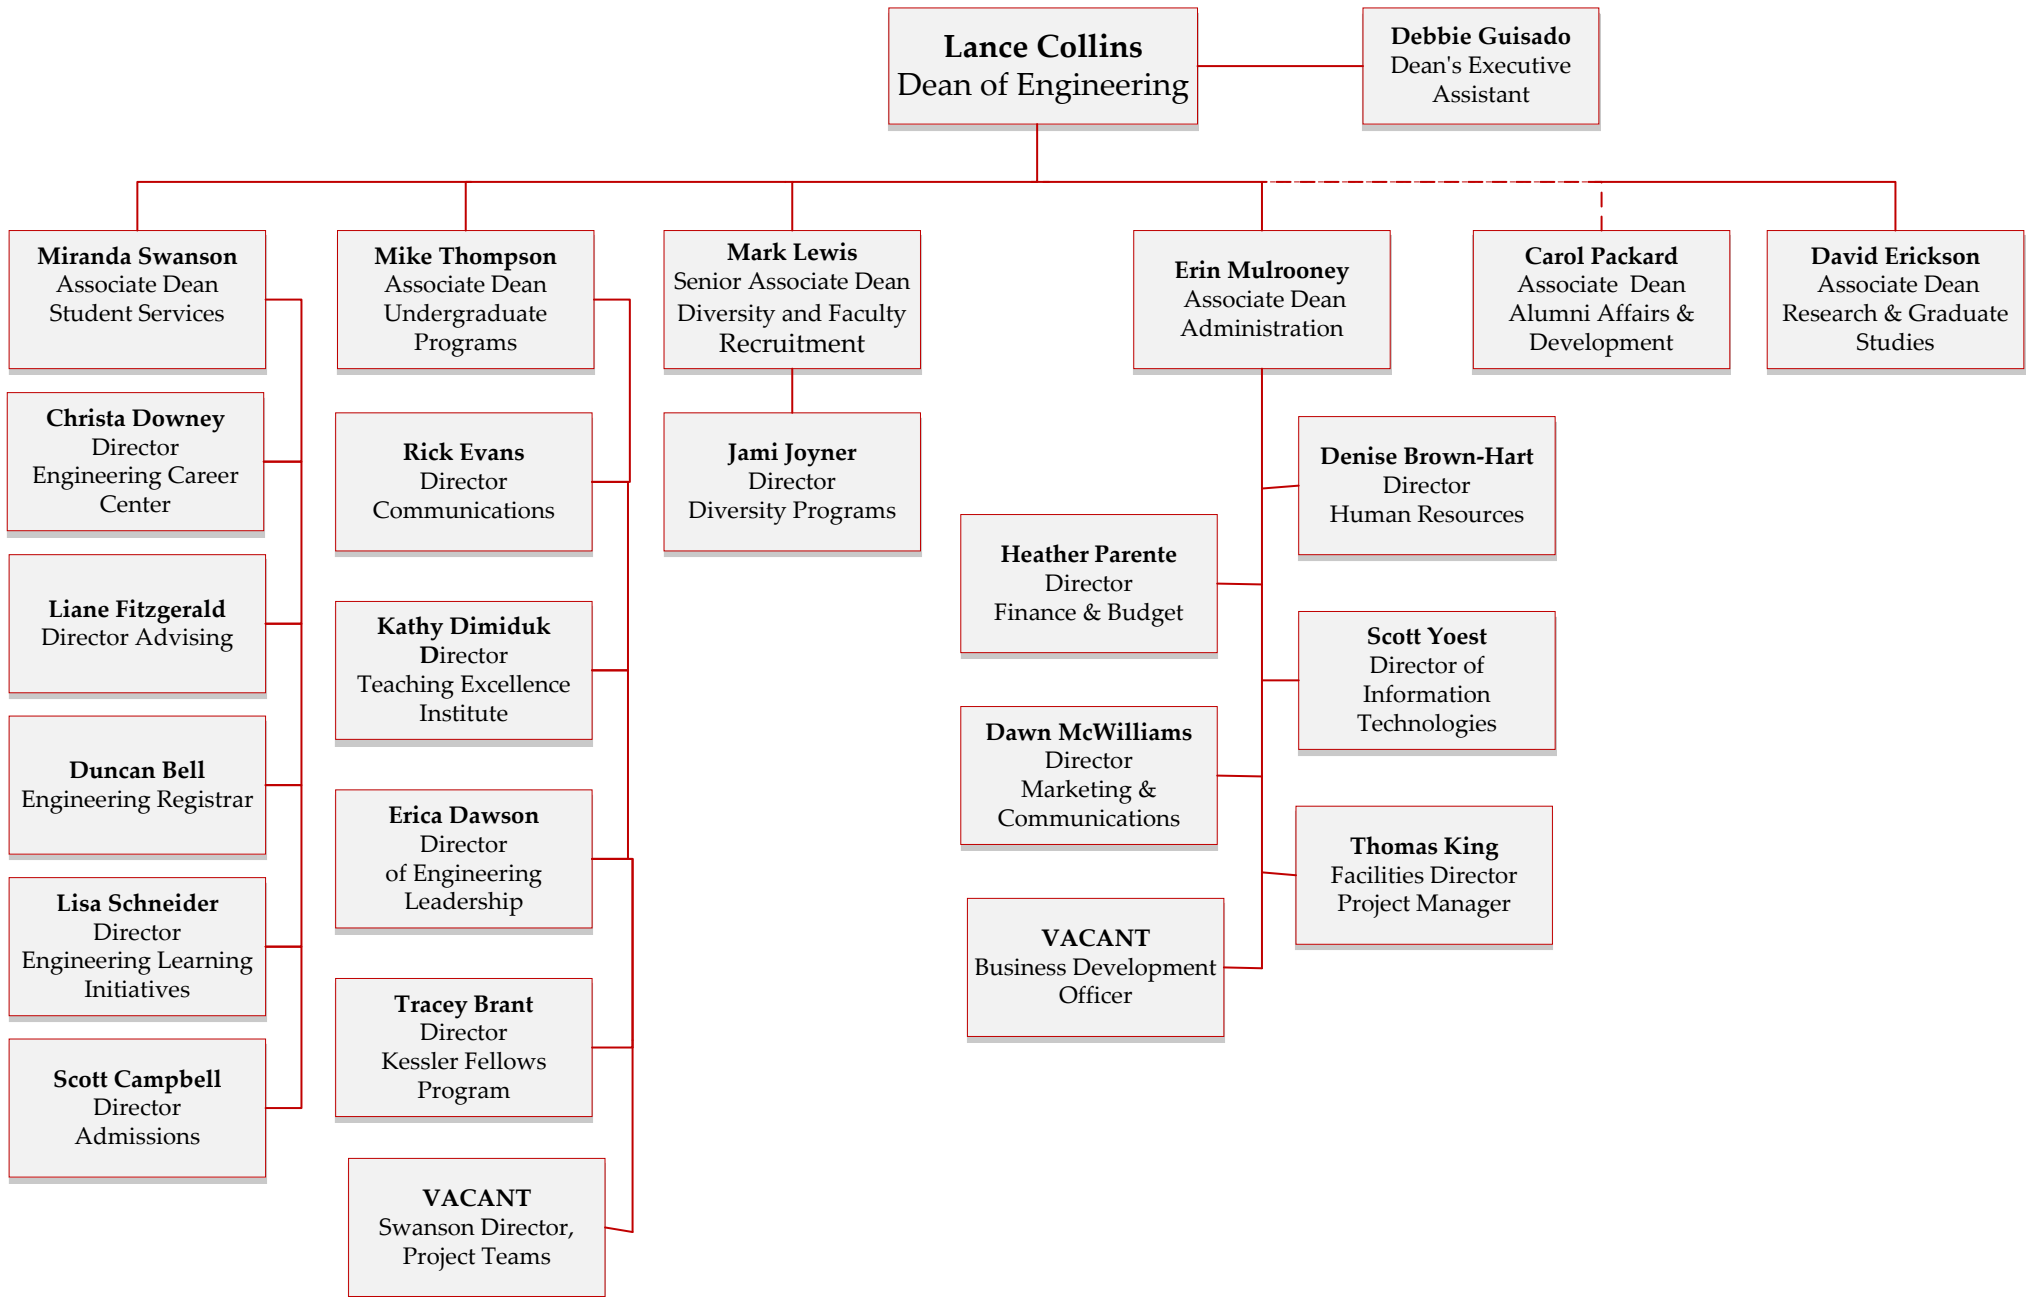 Lance Collins
Dean of Engineering
Debbie Guisado
Dean's Executive
Assistant
Miranda Swanson
Associate Dean
Student Services
Mike Thompson
Associate Dean
Undergraduate
Programs
Mark Lewis
Senior Associate Dean
Diversity and Faculty
Recruitment
Erin Mulrooney
Associate Dean
Administration
Carol Packard
Associate  Dean
Alumni Affairs &
Development
David Erickson
Associate Dean
Research & Graduate
Studies
Christa Downey
Director
Engineering Career
Center
Liane Fitzgerald
Director Advising
Duncan Bell
Engineering Registrar
Lisa Schneider
Director
Engineering Learning
Initiatives
Scott Campbell
Director
Admissions
Rick Evans
Director
Communications
Kathy Dimiduk
Director
Teaching Excellence
Institute
Erica Dawson
Director
of Engineering
Leadership
Tracey Brant
Director
Kessler Fellows
Program
VACANT
Swanson Director,
Project Teams
Jami Joyner
Director
Diversity Programs
Denise Brown-Hart
Director
Human Resources
Heather Parente
Director
Finance & Budget
Scott Yoest
Director of
Information
Technologies
Dawn McWilliams
Director
Marketing &
Communications
Thomas King
Facilities Director
Project Manager
VACANT
Business Development
Officer